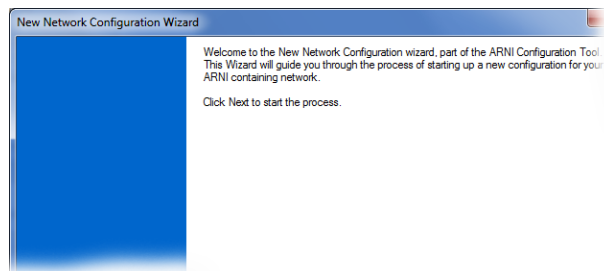 New Network Configuration Wizard
Welcome to the New Network Configuration wizard, part of the ARNI Configuration Tool.
This Wizard will guide you through the process of starting up a new configuration for your
ARNI containing network.
Click Next to start the process.